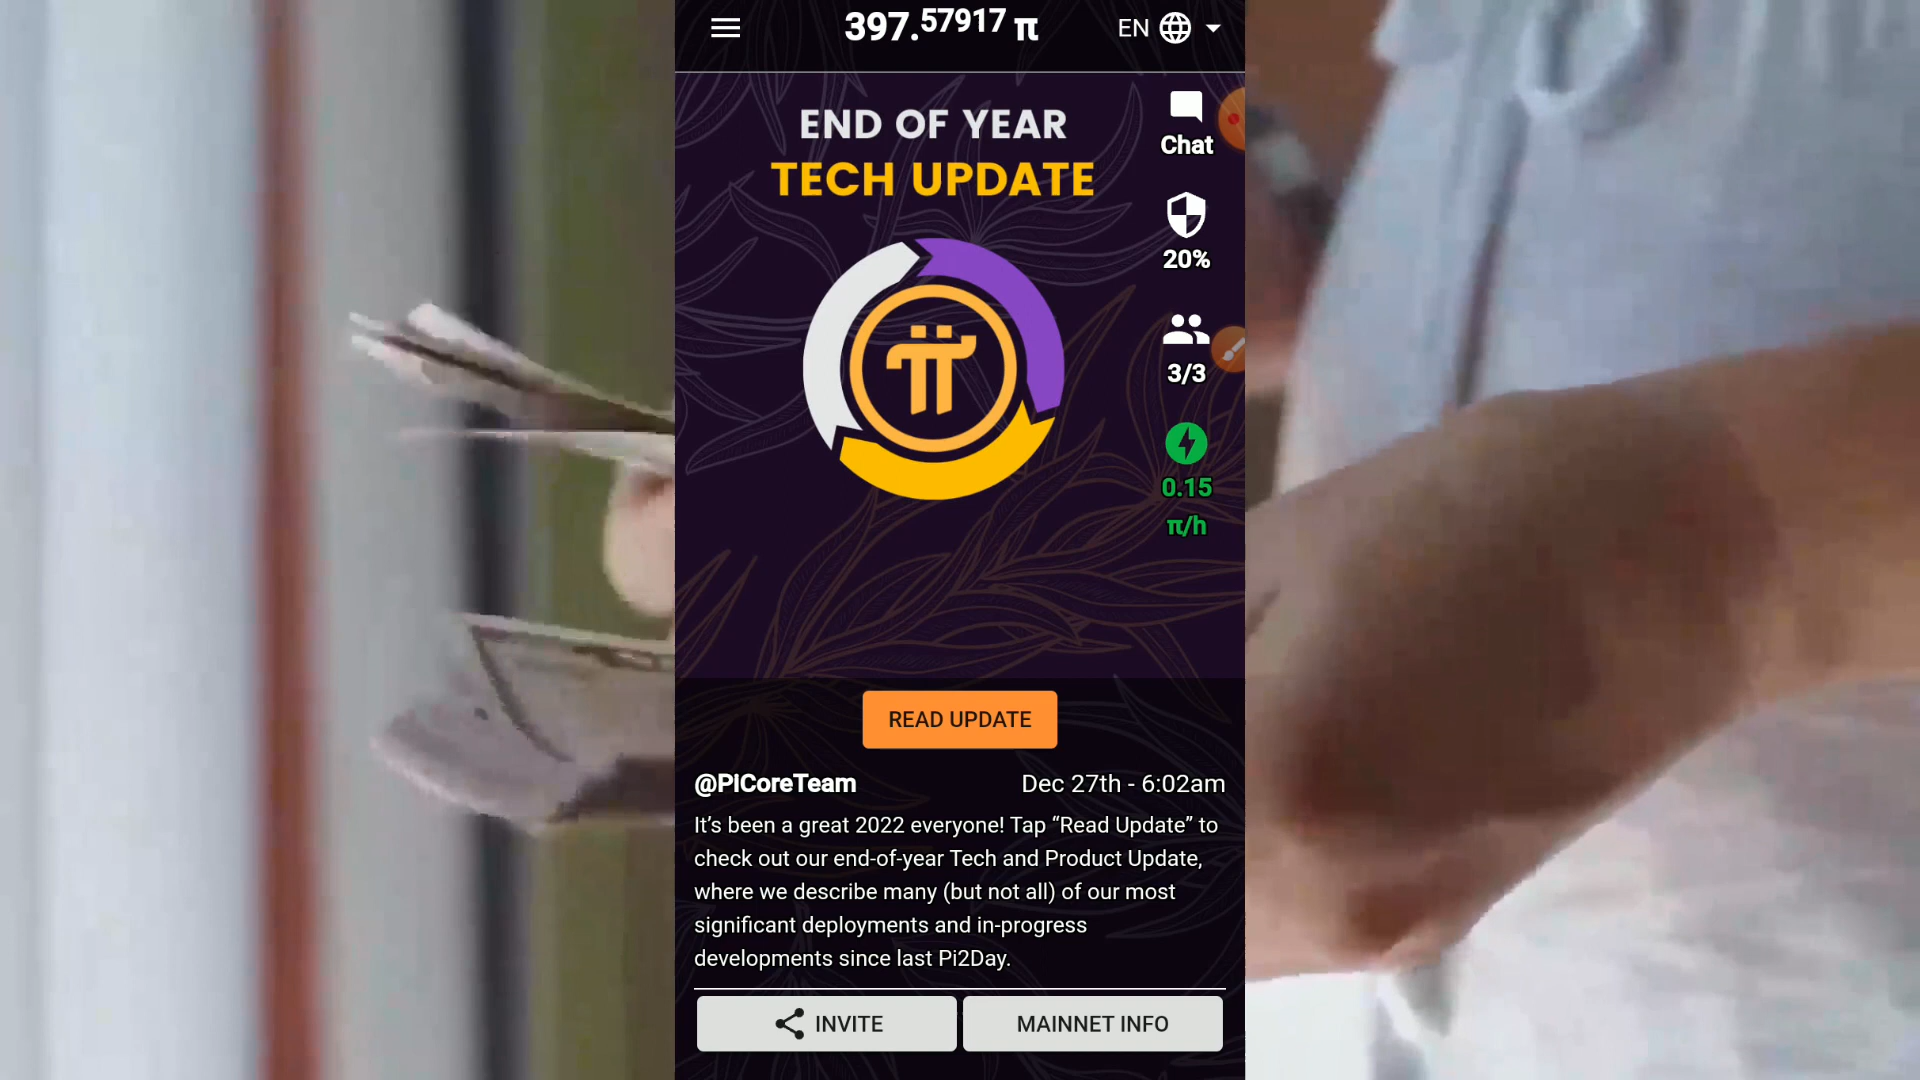 397.57917 π
EN
END OF YEAR
TECH UPDATE
Chat
20%
3/3
0.15
π/h
READ UPDATE
@PiCoreTeam
Dec 27th - 6:02am
It’s been a great 2022 everyone! Tap “Read Update” to
check out our end-of-year Tech and Product Update,
where we describe many (but not all) of our most
significant deployments and in-progress
developments since last Pi2Day.
INVITE
MAINNET INFO